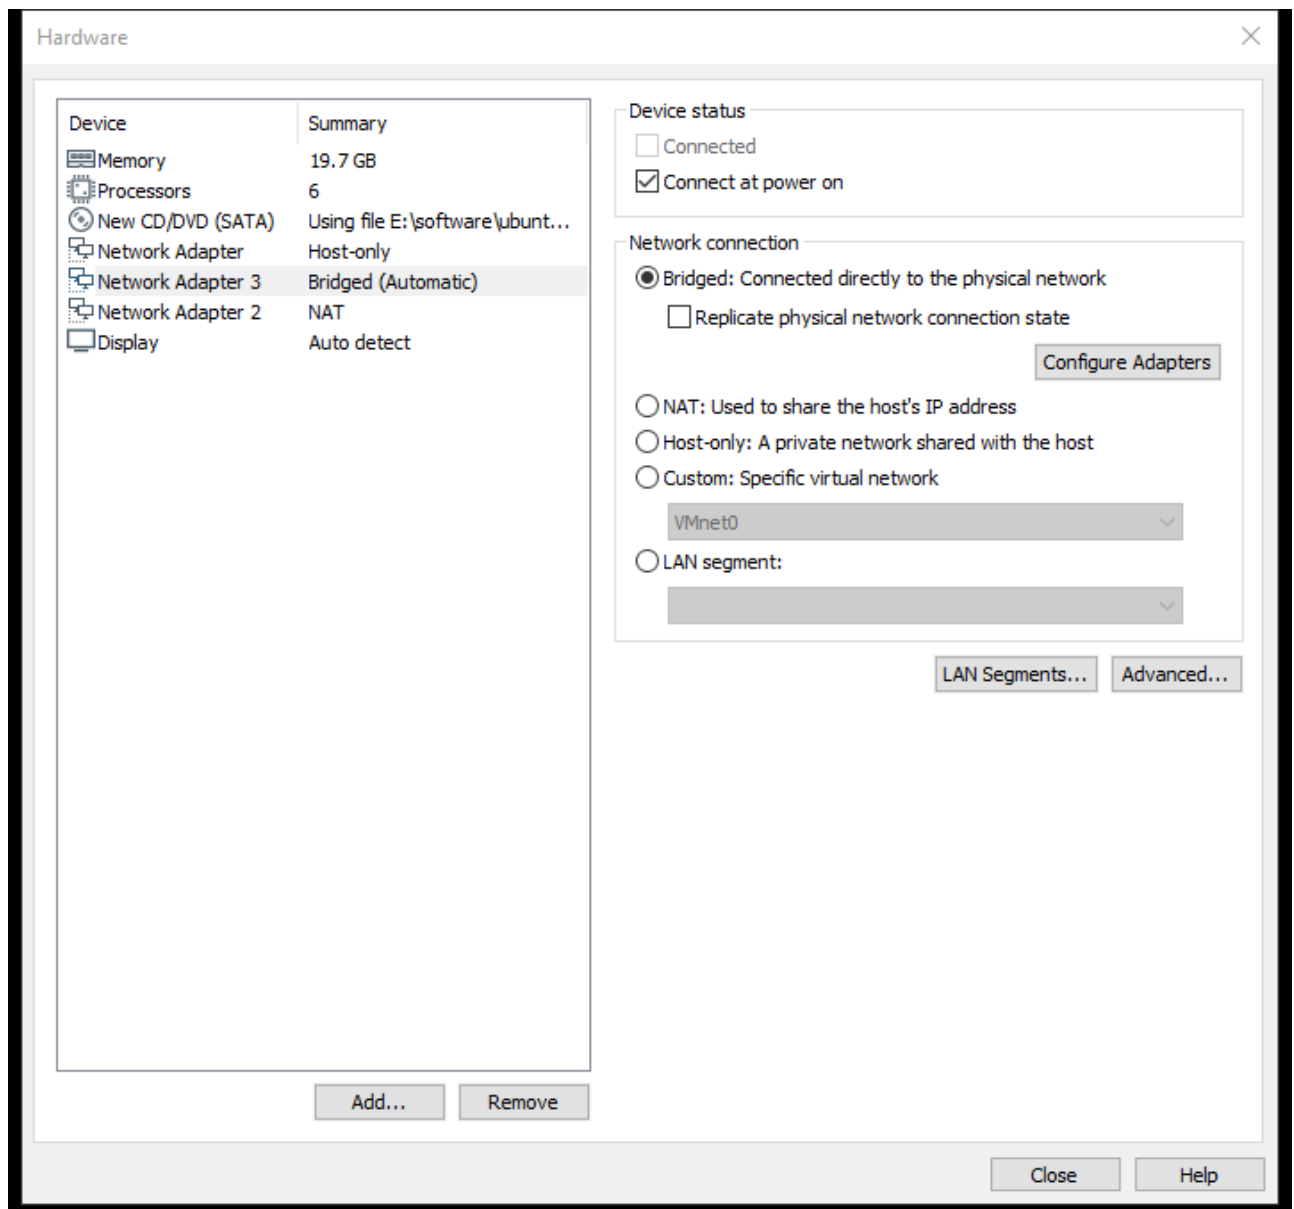 Hardware
Device Summary
Memory 19.7 GB
Processors 6
New CD/DVD (SATA) Using file E:\software\ubunt...
Network Adapter Host-only
Network Adapter 3 Bridged (Automatic)
Network Adapter 2 NAT
Display Auto detect
Add... Remove
Device status
Connected
Connect at power on
Network connection
Bridged: Connected directly to the physical network
Replicate physical network connection state
Configure Adapters
NAT: Used to share the host's IP address
Host-only: A private network shared with the host
Custom: Specific virtual network
VMnet0
LAN segment:
LAN Segments... Advanced...
Close Help